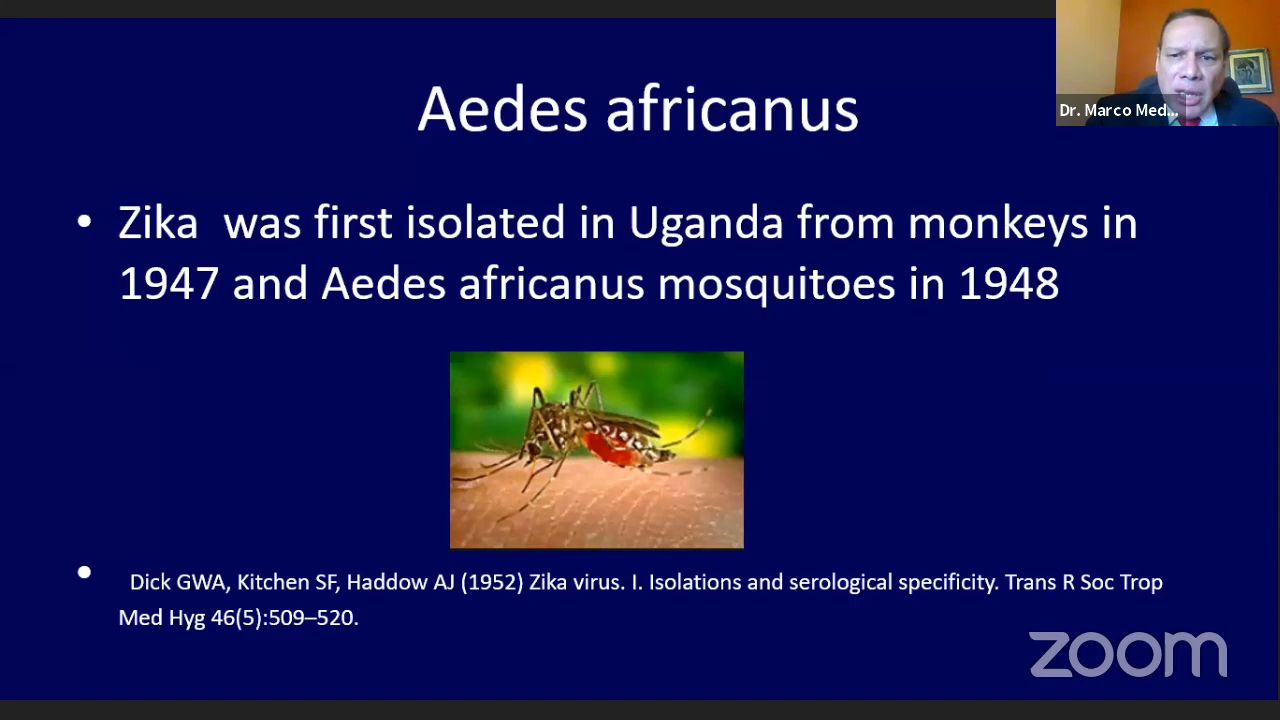 Aedes africanus
Dr. Marco Med...
• Zika was first isolated in Uganda from monkeys in
1947 and Aedes africanus mosquitoes in 1948
• Dick GWA, Kitchen SF, Haddow AJ (1952) Zika virus. I. Isolations and serological specificity. Trans R Soc Trop
Med Hyg 46(5):509–520.
zoom